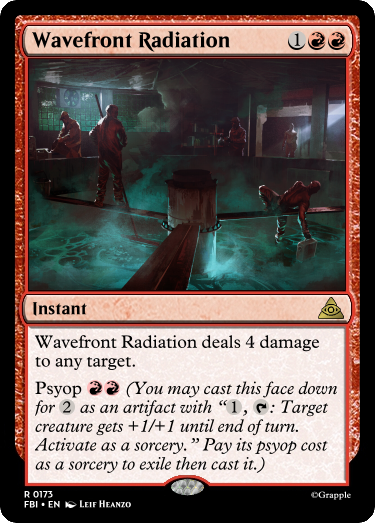 Wavefront Radiation 1
Instant
Wavefront Radiation deals 4 damage
to any target.
Psyop (You may cast this face down
for 2 as an artifact with “1, : Target
creature gets +1/+1 until end of turn.
Activate as a sorcery.” Pay its psyop cost
as a sorcery to exile then cast it.)
R 0173
FBI • EN Leif Heanzo
©Grapple